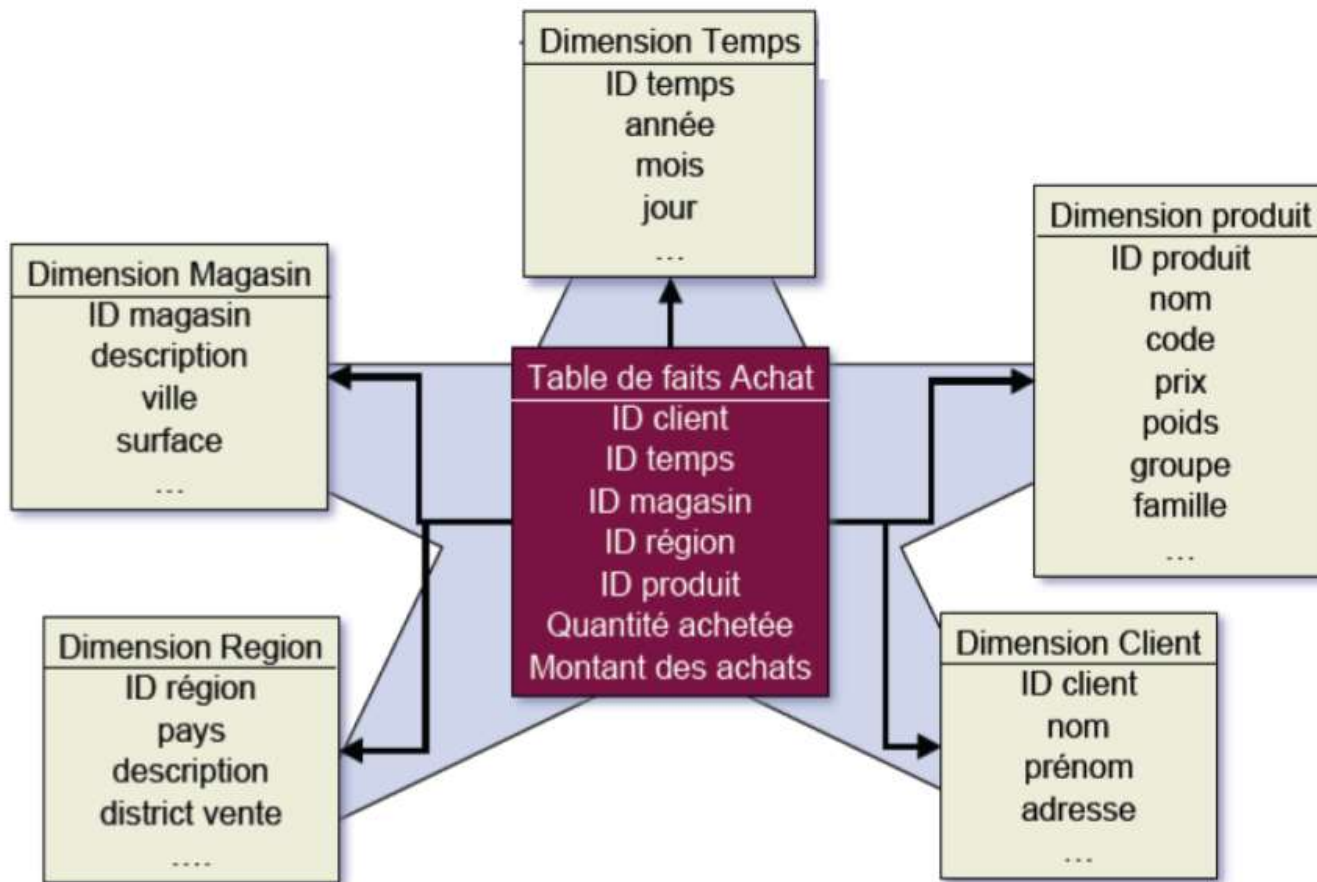 Dimension Temps
ID temps
année
mois
jour
...
Dimension Magasin
ID magasin
description
ville
surface
...
Table de faits Achat
ID client
ID temps
ID magasin
ID région
ID produit
Quantité achetée
Montant des achats
Dimension produit
ID produit
nom
code
prix
poids
groupe
famille
...
Dimension Region
ID région
pays
description
district vente
....
Dimension Client
ID client
nom
prénom
adresse
...